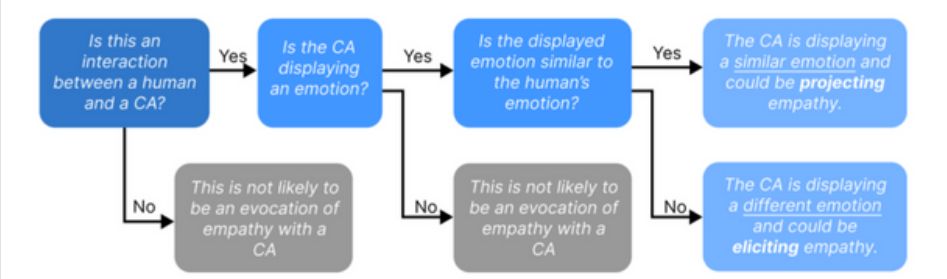 Is this an
interaction
between a human
and a CA?
Yes
Is the CA
displaying
an emotion?
Yes
Is the displayed
emotion similar to
the human's
emotion?
Yes
The CA is displaying
a similar emotion and
could be projecting
empathy.
No
This is not likely to
be an evocation of
empathy with a
CA
No
This is not likely to
be an evocation of
empathy with a
CA
No
The CA is displaying
a different emotion
and could be
eliciting empathy.